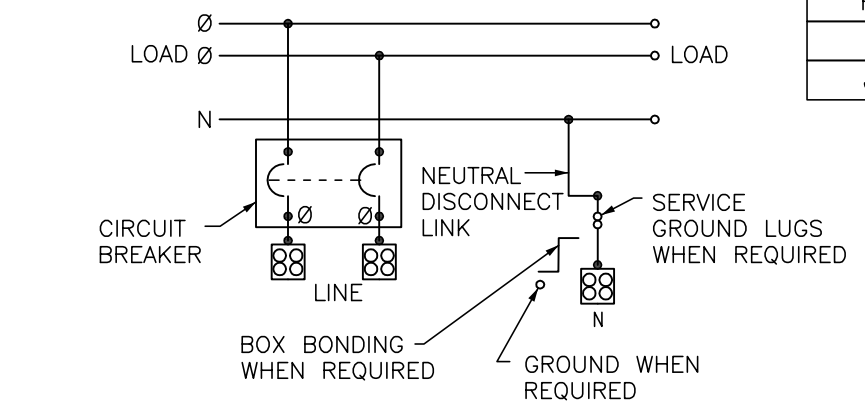 Ø
LOAD Ø LOAD
N
NEUTRAL
DISCONNECT
LINK
SERVICE
GROUND LUGS
WHEN REQUIRED
CIRCUIT
BREAKER
Ø Ø
LINE
N
BOX BONDING
WHEN REQUIRED
GROUND WHEN
REQUIRED